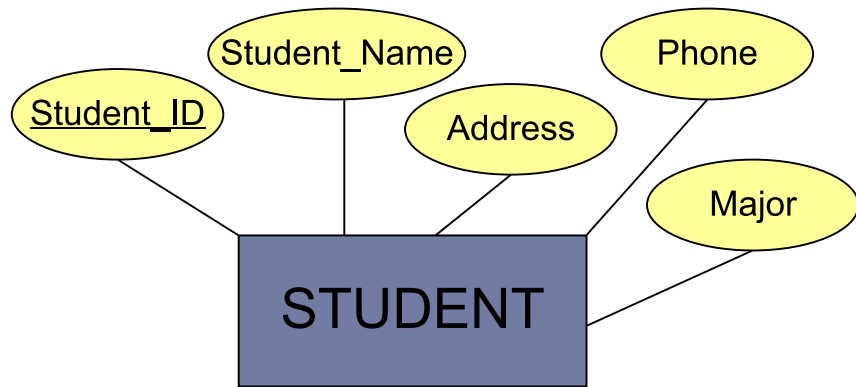 Student_Name
Phone
Student_ID
Address
Major
STUDENT